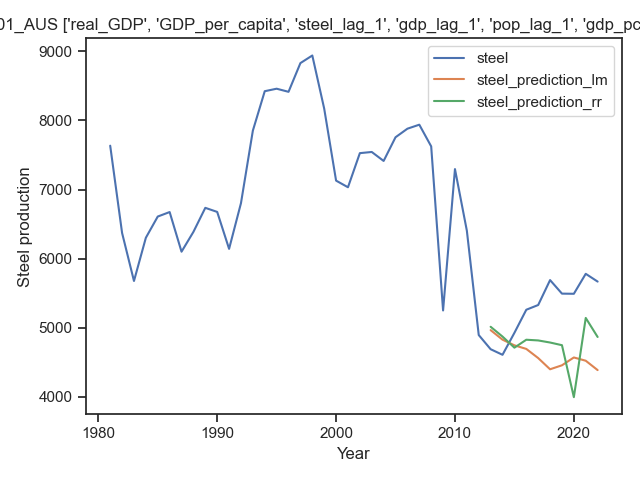 01_AUS ['real_GDP', 'GDP_per_capita', 'steel_lag_1', 'gdp_lag_1', 'pop_lag_1', 'gdp_pc
steel
steel_prediction_lm
steel_prediction_rr
9000
8000
7000
6000
5000
4000
Steel production
1980
1990
2000
2010
2020
Year